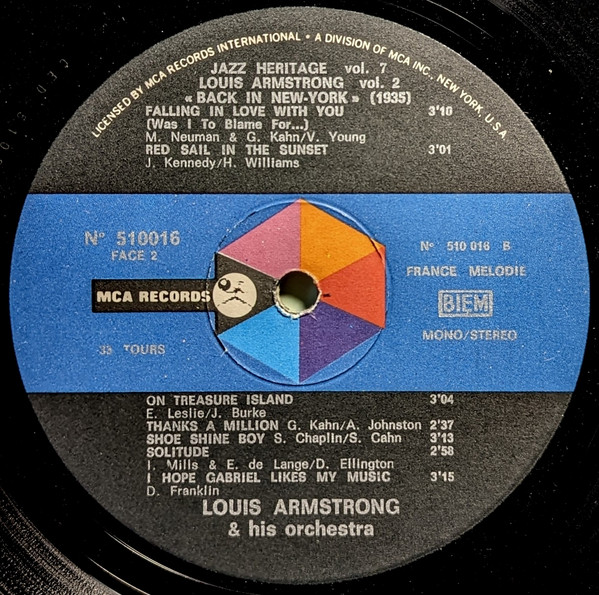 LICENSED BY MCA RECORDS INTERNATIONAL • A DIVISION OF MCA INC., NEW YORK, U.S.A
JAZZ HERITAGE vol. 7
LOUIS ARMSTRONG vol. 2
« BACK IN NEW-YORK » (1935)
FALLING IN LOVE WITH YOU 3'10
(Was I To Blame For...)
M. Neuman & G. Kahn/V. Young
RED SAIL IN THE SUNSET 3'01
J. Kennedy/H. Williams
N° 510016
FACE 2
MCA RECORDS
33 TOURS
N° 510 016 B
FRANCE MELODIE
BIEM
MONO/STEREO
ON TREASURE ISLAND 3'04
E. Leslie/J. Burke
THANKS A MILLION G. Kahn/A. Johnston 2'37
SHOE SHINE BOY S. Chaplin/S. Cahn 3'13
SOLITUDE 2'58
I. Mills & E. de Lange/D. Ellington
I HOPE GABRIEL LIKES MY MUSIC 3'15
D. Franklin
LOUIS ARMSTRONG
& his orchestra